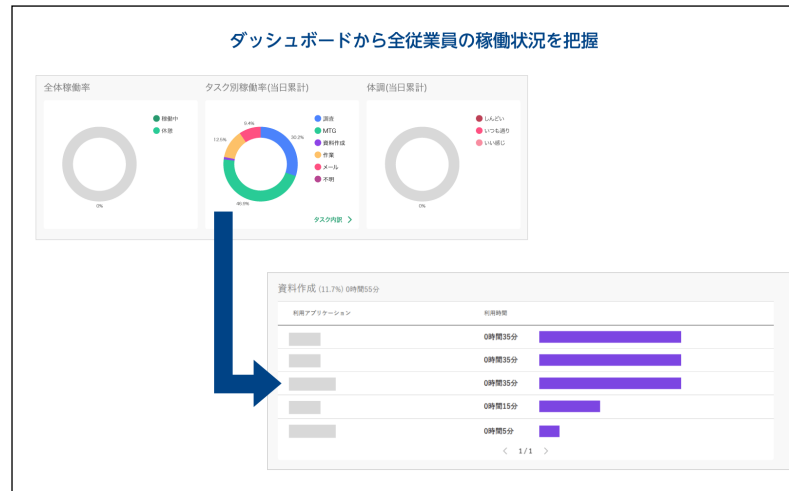 ダッシュボードから全従業員の稼働状況を把握
全体稼働率
稼働中
休憩
0%
タスク別稼働率(当日累計)
9.4%
12.5%
30.2%
調査
MTG
資料作成
作業
メール
不明
タスク内訳 >
体調(当日累計)
しんどい
いつも通り
いい感じ
0%
資料作成 (11.7%) 0時間55分
利用アプリケーション 利用時間
0時間35分
0時間35分
0時間35分
0時間15分
0時間5分
< 1/1 >